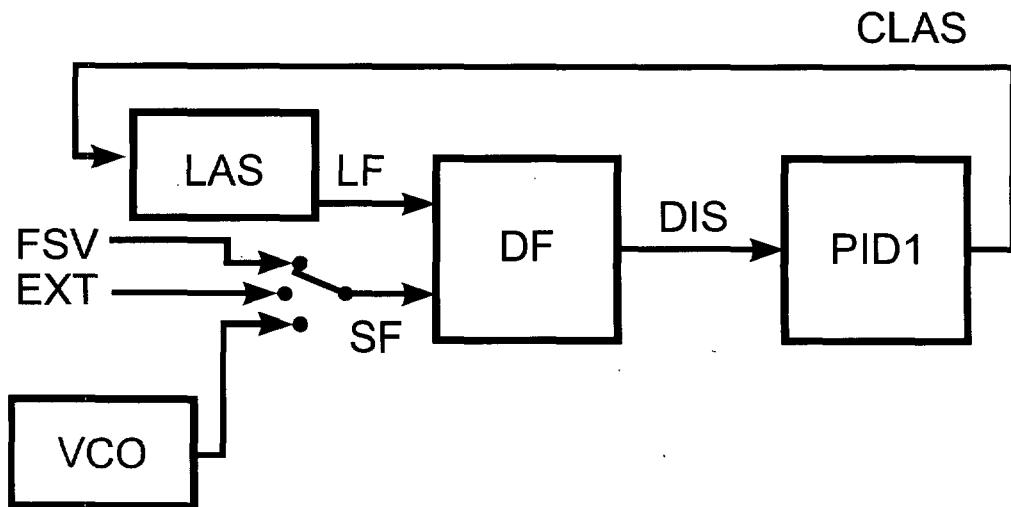 CLAS
LAS
LF
FSV
EXT
SF
DF
DIS
PID1
VCO